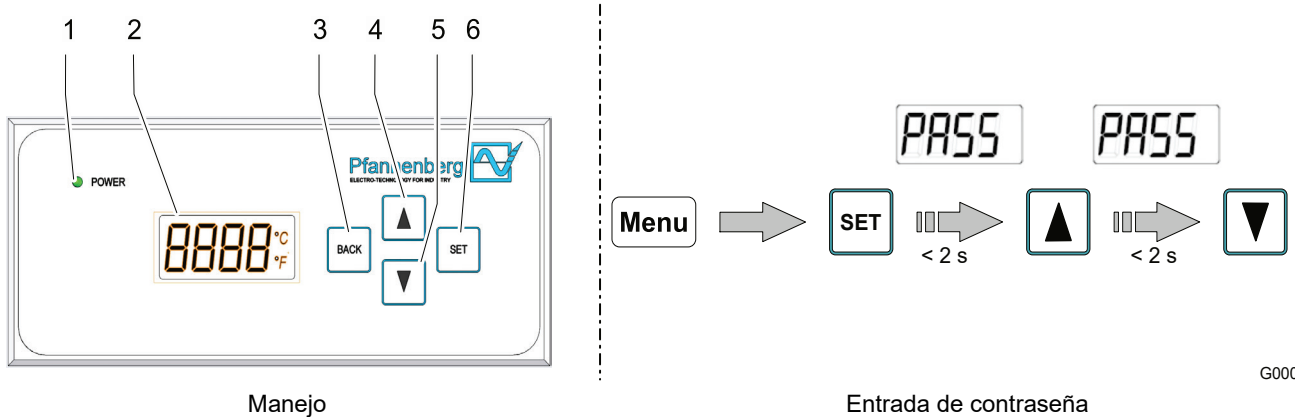 1 2 3 4 5 6
POWER
Pfannenberg
ELECTRO-TECHNOLOGY FOR INDUSTRY
8888 °C
°F
BACK
SET
PASS PASS
Menu SET
< 2 s < 2 s
G000
Manejo Entrada de contraseña